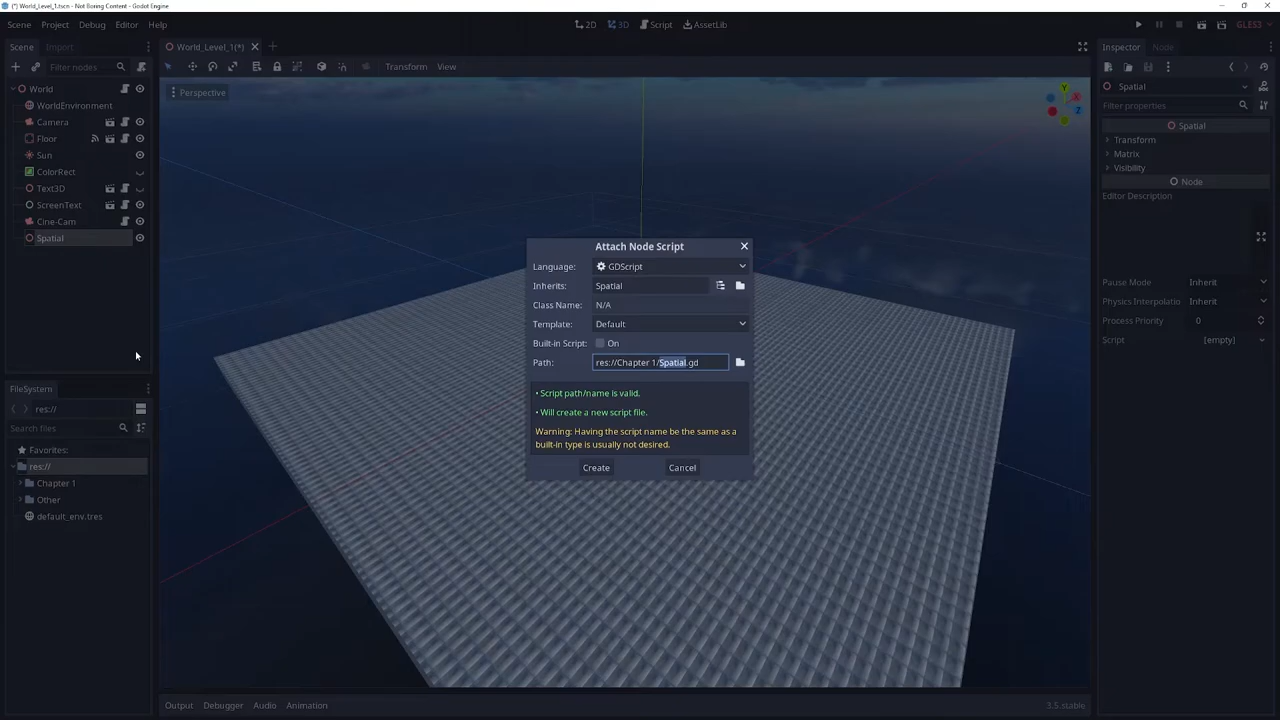 (*) World_Level_1.tscn - Not Boring Content - Godot Engine
Scene Project Debug Editor Help
2D 3D Script AssetLib
GLES3
Scene Import
World_Level_1(*)
Inspector Node
Filter nodes
Transform View
Spatial
Filter properties
World
WorldEnvironment
Camera
Floor
Sun
ColorRect
Text3D
ScreenText
Cine-Cam
Spatial
Perspective
Y
X
Z
Attach Node Script
Language: GDScript
Inherits: Spatial
Class Name: N/A
Template: Default
Built-in Script: On
Path: res://Chapter 1/Spatial.gd
• Script path/name is valid.
• Will create a new script file.
Warning: Having the script name be the same as a
built-in type is usually not desired.
Create Cancel
Spatial
Transform
Matrix
Visibility
Node
Editor Description
Pause Mode Inherit
Physics Interpolatio Inherit
Process Priority 0
Script [empty]
FileSystem
res://
Search files
Favorites:
res://
Chapter 1
Other
default_env.tres
Output Debugger Audio Animation
3.5.stable